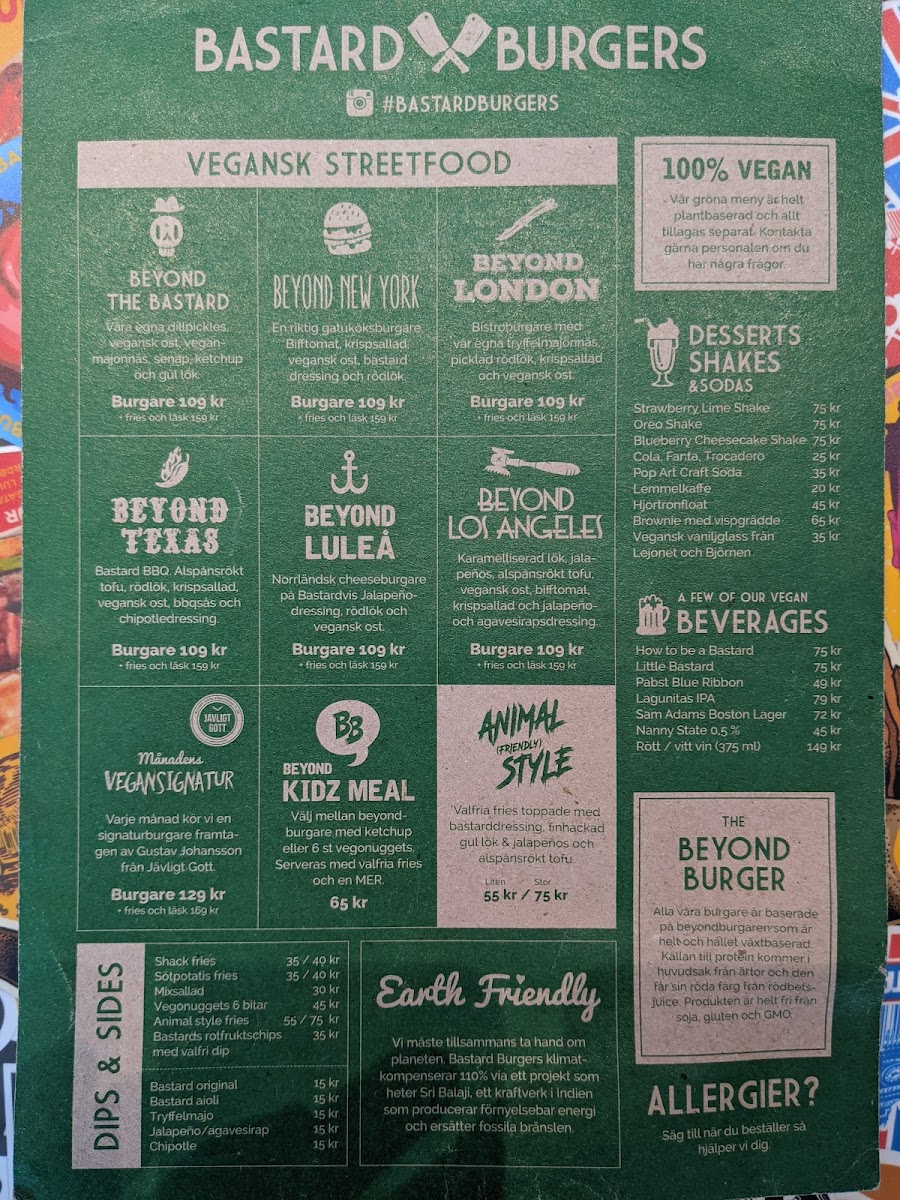 BASTARD BURGERS
#BASTARDBURGERS
VEGANSK STREETFOOD
BEYOND
THE BASTARD
Våra egna dillpickles,
vegansk ost, vegan-
majonnäs, senap, ketchup
och gul lök.
Burgare 109 kr
+ fries och läsk 159 kr
BEYOND NEW YORK
En riktig gatuköksburgare.
Bifftomat, krispsallad,
vegansk ost, bastard
dressing och rödlök.
Burgare 109 kr
+ fries och läsk 159 kr
BEYOND
LONDON
Bistroburgare med
vår egna tryffelmajonnäs,
picklad rödlök, krispsallad
och vegansk ost.
Burgare 109 kr
+ fries och läsk 159 kr
BEYOND
TEXAS
Bastard BBQ. Alspånsrökt
tofu, rödlök, krispsallad,
vegansk ost, bbqsås och
chipotledressing.
Burgare 109 kr
+ fries och läsk 159 kr
BEYOND
LULEÅ
Norrländsk cheeseburgare
på Bastardvis. Jalapeño-
dressing, rödlök och
vegansk ost.
Burgare 109 kr
+ fries och läsk 159 kr
BEYOND
LOS ANGELES
Karamelliserad lök, jala-
peños, alspånsrökt tofu,
vegansk ost, bifftomat,
krispsallad och jalapeño-
och agavesirapsdressing.
Burgare 109 kr
+ fries och läsk 159 kr
JÄVLIGT
GOTT
Månadens
VEGANSIGNATUR
Varje månad kör vi en
signaturburgare framta-
gen av Gustav Johansson
från Jävligt Gott.
Burgare 129 kr
+ fries och läsk 169 kr
BB
BEYOND
KIDZ MEAL
Välj mellan beyond-
burgare med ketchup
eller 6 st vegonuggets.
Serveras med valfria fries
och en MER.
65 kr
ANIMAL
(FRIENDLY)
STYLE
Valfria fries toppade med
bastarddressing, finhackad
gul lök & jalapeños och
alspånsrökt tofu.
Liten Stor
55 kr / 75 kr
DIPS & SIDES
Shack fries 35 / 40 kr
Sötpotatis fries 35 / 40 kr
Mixsallad 30 kr
Vegonuggets 6 bitar 45 kr
Animal style fries 55 / 75 kr
Bastards rotfruktschips 35 kr
med valfri dip
Bastard original 15 kr
Bastard aioli 15 kr
Tryffelmajo 15 kr
Jalapeño/agavesirap 15 kr
Chipotle 15 kr
Earth Friendly
Vi måste tillsammans ta hand om
planeten. Bastard Burgers klimat-
kompenserar 110% via ett projekt som
heter Sri Balaji, ett kraftverk i Indien
som producerar förnyelsebar energi
och ersätter fossila bränslen.
100% VEGAN
Vår gröna meny är helt
plantbaserad och allt
tillagas separat. Kontakta
gärna personalen om du
har några frågor.
DESSERTS
SHAKES
& SODAS
Strawberry Lime Shake 75 kr
Oreo Shake 75 kr
Blueberry Cheesecake Shake 75 kr
Cola, Fanta, Trocadero 25 kr
Pop Art Craft Soda 35 kr
Lemmelkaffe 20 kr
Hjortronfloat 45 kr
Brownie med vispgrädde 65 kr
Vegansk vaniljglass från 35 kr
Lejonet och Björnen
A FEW OF OUR VEGAN
BEVERAGES
How to be a Bastard 75 kr
Little Bastard 75 kr
Pabst Blue Ribbon 49 kr
Lagunitas IPA 79 kr
Sam Adams Boston Lager 72 kr
Nanny State 0,5 % 45 kr
Rött / vitt vin (375 ml) 149 kr
THE
BEYOND
BURGER
Alla våra burgare är baserade
på beyondburgaren som är
helt och hållet växtbaserad.
Källan till protein kommer i
huvudsak från ärtor och den
får sin röda färg från rödbets-
juice. Produkten är helt fri från
soja, gluten och GMO.
ALLERGIER?
Säg till när du beställer så
hjälper vi dig.